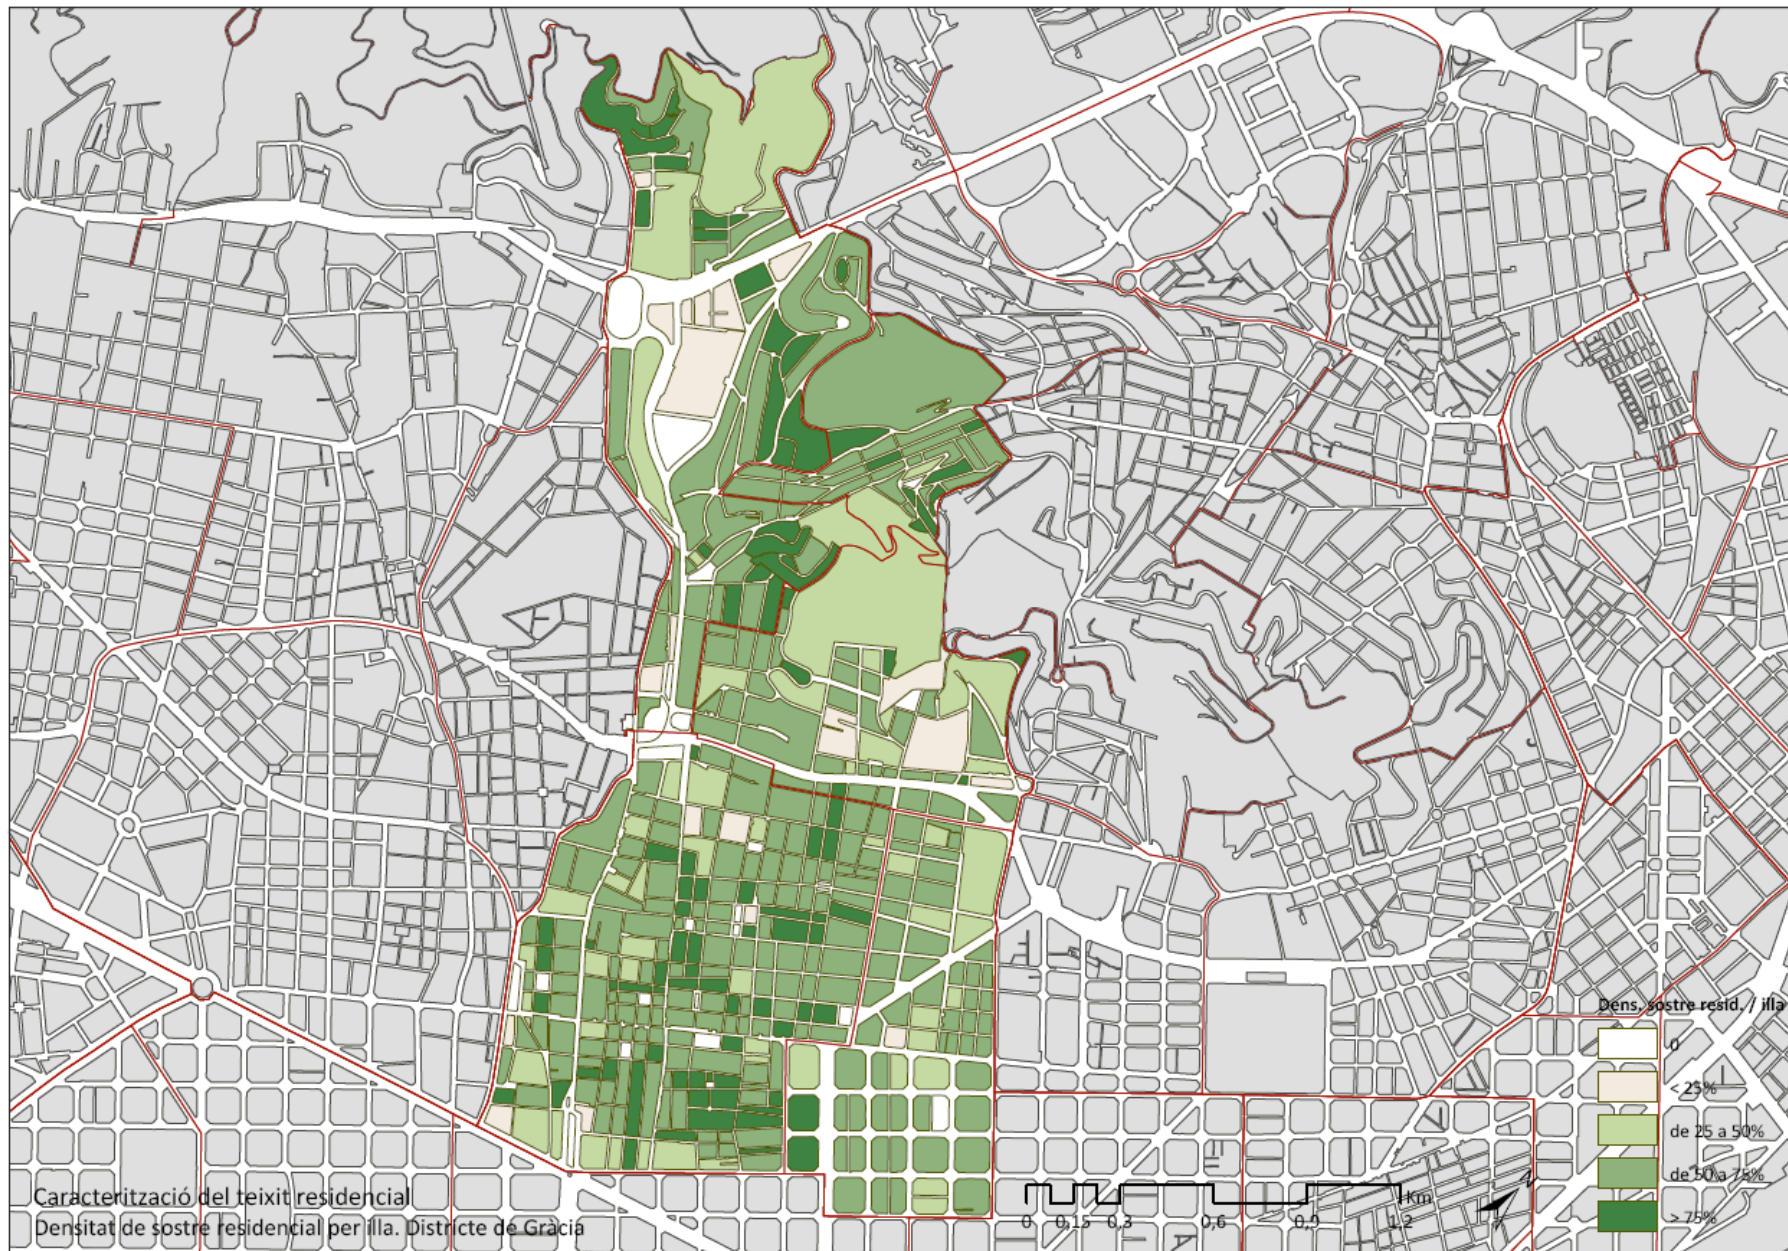 Dens, sostre resid. / illa
0
< 25%
de 25 a 50%
de 50 a 75%
> 75%
Caracterització del teixit residencial
Densitat de sostre residencial per illa. Districte de Gràcia
Km
0 0,15 0,3 0,6 0,9 1,2
N